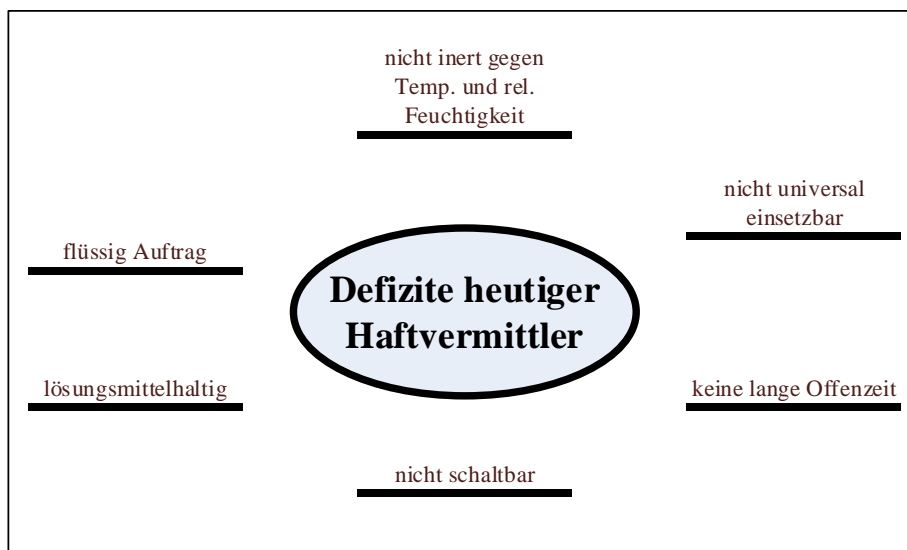 nicht inert gegen
Temp. und rel.
Feuchtigkeit
nicht universal
einsetzbar
flüssig Auftrag
Defizite heutiger
Haftvermittler
lösungsmittelhaltig
keine lange Offenzeit
nicht schaltbar